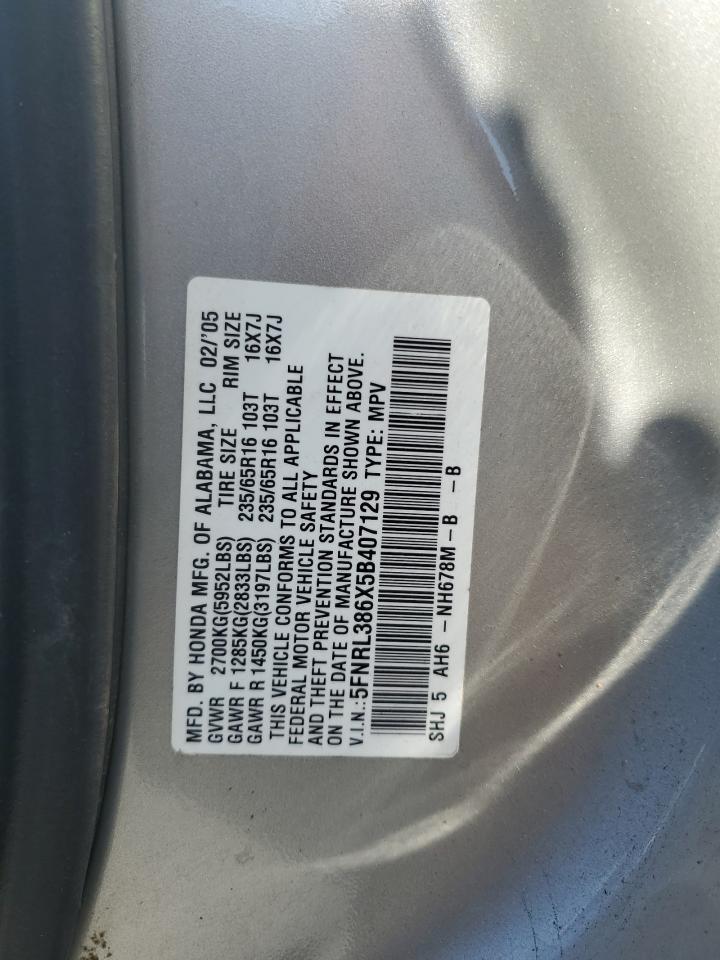 MFD. BY HONDA MFG. OF ALABAMA, LLC 02/'05
GVWR 2700KG(5952LBS) TIRE SIZE RIM SIZE
GAWR F 1285KG(2833LBS) 235/65R16 103T 16X7J
GAWR R 1450KG(3197LBS) 235/65R16 103T 16X7J
THIS VEHICLE CONFORMS TO ALL APPLICABLE
FEDERAL MOTOR VEHICLE SAFETY
AND THEFT PREVENTION STANDARDS IN EFFECT
ON THE DATE OF MANUFACTURE SHOWN ABOVE.
V.I.N.:5FNRL386X5B407129 TYPE: MPV
SHJ 5 AH6 -NH678M-B -B